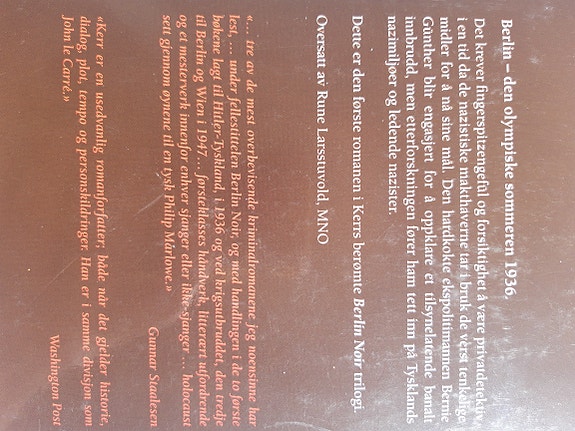 Berlin – den olympiske sommeren 1936.
Det krever fingerspitzengeful og forsiktighet å være privatdetektiv
i en tid da de nazistiske makthaverne tar i bruk de verst tenkelige
midler for å nå sine mål. Den hardkokte ekspolitimannen Bernie
Günther blir engasjert for å oppklare et tilsynelatende banalt
innbrudd, men etterforskningen fører ham tett inn på Tysklands
nazimiljøer og ledende nazister.
Dette er den første romanen i Kerrs berømte Berlin Noir trilogi.
Oversatt av Rune Larsstuvold, MNO
«… tre av de mest overbevisende kriminalromanene jeg noensinne har
lest, … under fellestittelen Berlin Noir, og med handlingen i de to første
bøkene lagt til Hitler-Tyskland, i 1936 og ved krigsutbruddet, den tredje
til Berlin og Wien i 1947… førsteklasses håndverk, litterært utfordrende
og et mesterverk innenfor enhver sjanger eller ikke-sjanger … holocaust
sett gjennom øynene til en tysk Philip Marlowe.»
Gunnar Staalesen
«Kerr er en usedvanlig romanforfatter; både når det gjelder historie,
dialog, plot, tempo og personskildringer. Han er i samme divisjon som
John le Carré.»
Washington Post